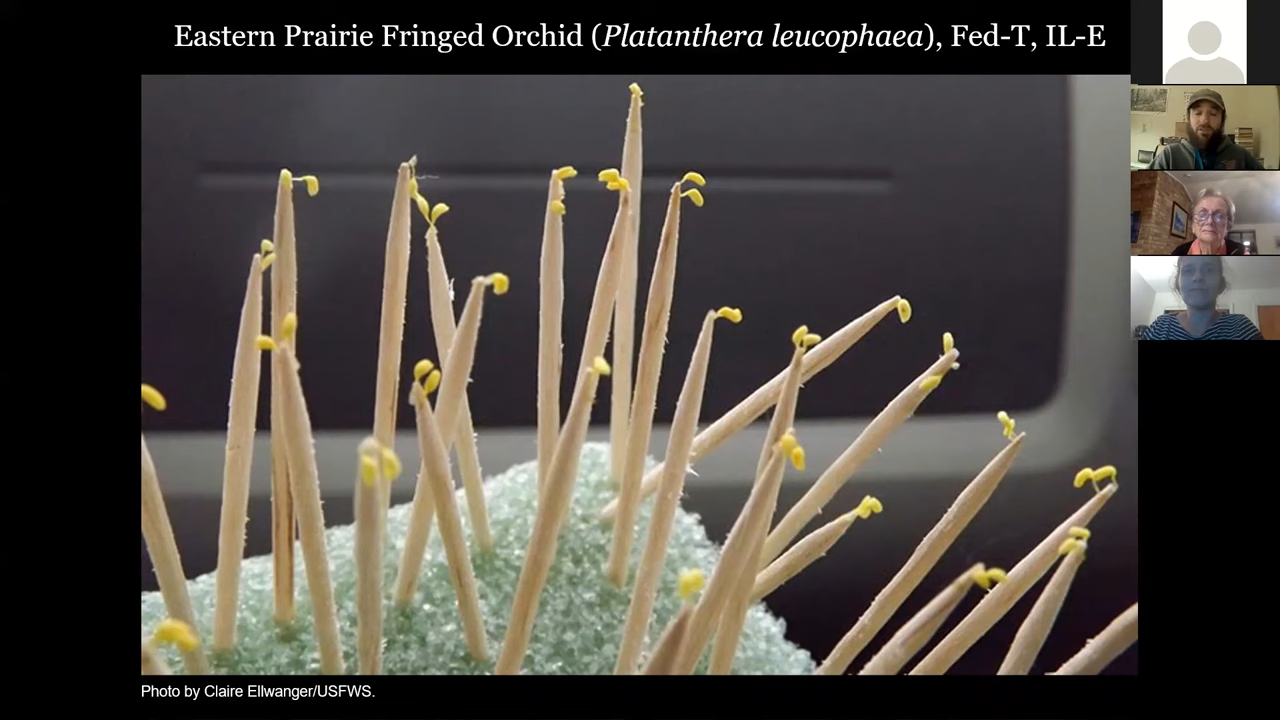 Eastern Prairie Fringed Orchid (Platanthera leucophaea), Fed-T, IL-E
Photo by Claire Ellwanger/USFWS.